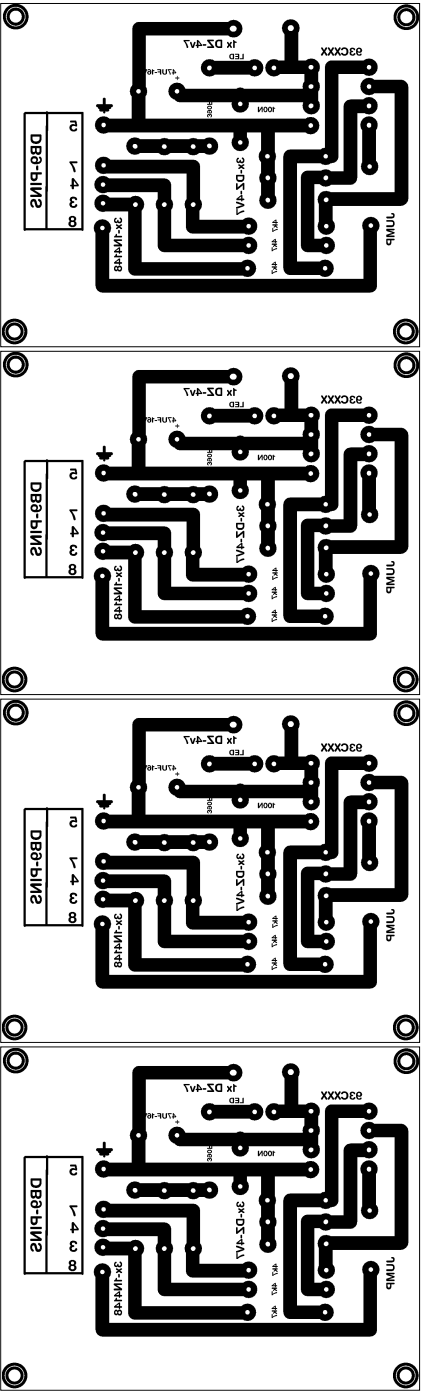 1x DZ-4v7
93CXXX
LED
47UF-16V
+
100N
5
DB9-PINS
7
4
3
8
3x-DZ-4V7
4k7
4k7
4k7
3x-1N4148
JUMP
1x DZ-4v7
93CXXX
LED
47UF-16V
+
100N
5
DB9-PINS
7
4
3
8
3x-DZ-4V7
4k7
4k7
4k7
3x-1N4148
JUMP
1x DZ-4v7
93CXXX
LED
47UF-16V
+
100N
5
DB9-PINS
7
4
3
8
3x-DZ-4V7
4k7
4k7
4k7
3x-1N4148
JUMP
1x DZ-4v7
93CXXX
LED
47UF-16V
+
100N
5
DB9-PINS
7
4
3
8
3x-DZ-4V7
4k7
4k7
4k7
3x-1N4148
JUMP